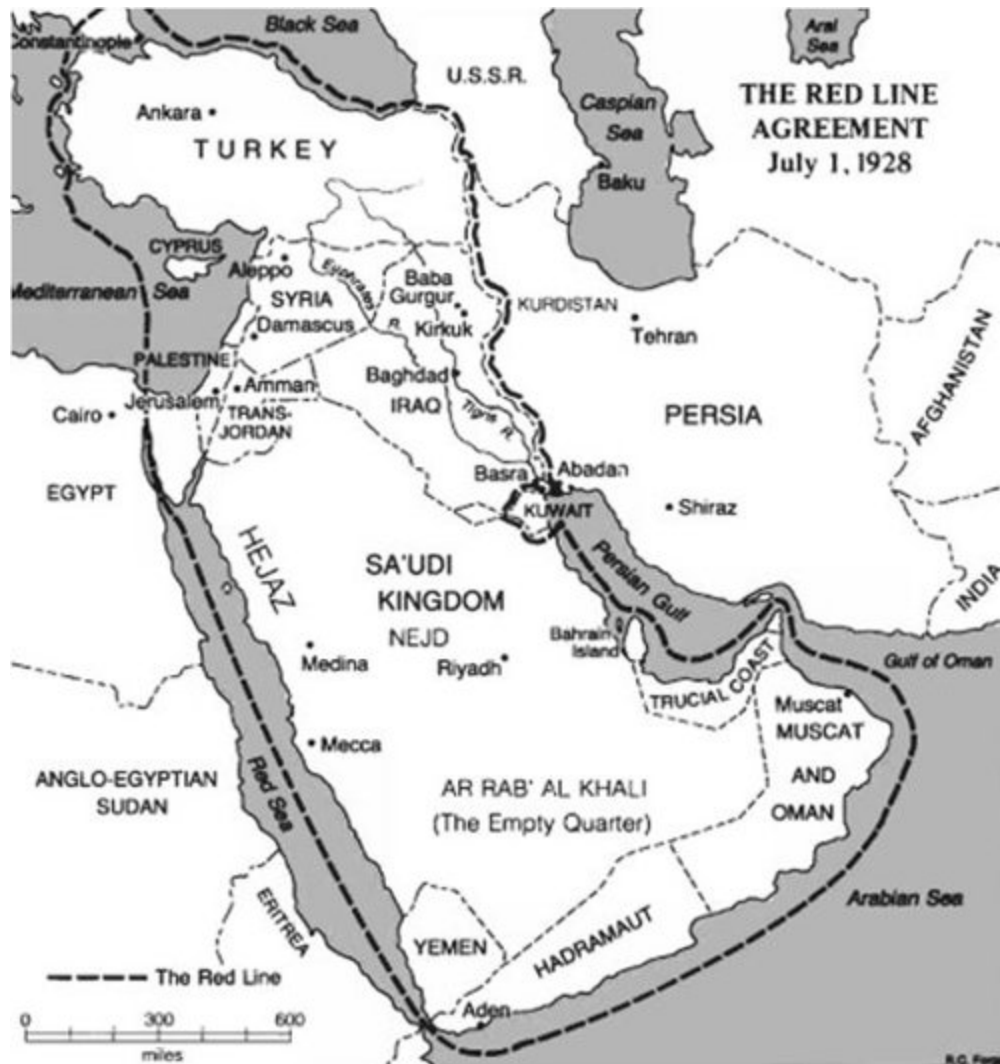 Constantinople
Black Sea
Aral
Sea
U.S.S.R.
THE RED LINE
AGREEMENT
July 1, 1928
Caspian
Sea
Ankara
TURKEY
Baku
CYPRUS
Aleppo
Euphrates
R.
Baba
Gurgur
KURDISTAN
Mediterranean Sea
SYRIA
Damascus
Kirkuk
Tehran
AFGHANISTAN
PALESTINE
Jerusalem
Amman
Baghdad
IRAQ
Tigris R.
Cairo
TRANS-
JORDAN
PERSIA
Basra
Abadan
EGYPT
KUWAIT
Shiraz
HEJAZ
SA'UDI
KINGDOM
NEJD
Persian Gulf
INDIA
Medina
Riyadh
Bahrain
Island
Gulf of Oman
TRUCIAL COAST
Muscat
MUSCAT
AND
OMAN
Mecca
ANGLO-EGYPTIAN
SUDAN
Red Sea
AR RAB' AL KHALI
(The Empty Quarter)
Arabian Sea
ERITREA
YEMEN
HADRAMAUT
Aden
The Red Line
0 300 600
miles